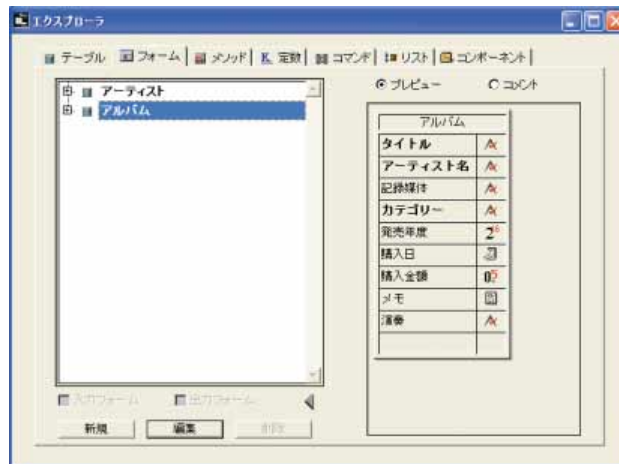 エクスプローラ
テーブル フォーム メソッド 定数 コマンド リスト コンポーネント
アーティスト
アルバム
プレビュー コメント
アルバム
タイトル
アーティスト名
記録媒体
カテゴリー
発売年度
購入日
購入金額
メモ
演奏
入力フォーム 出力フォーム
新規 編集 削除